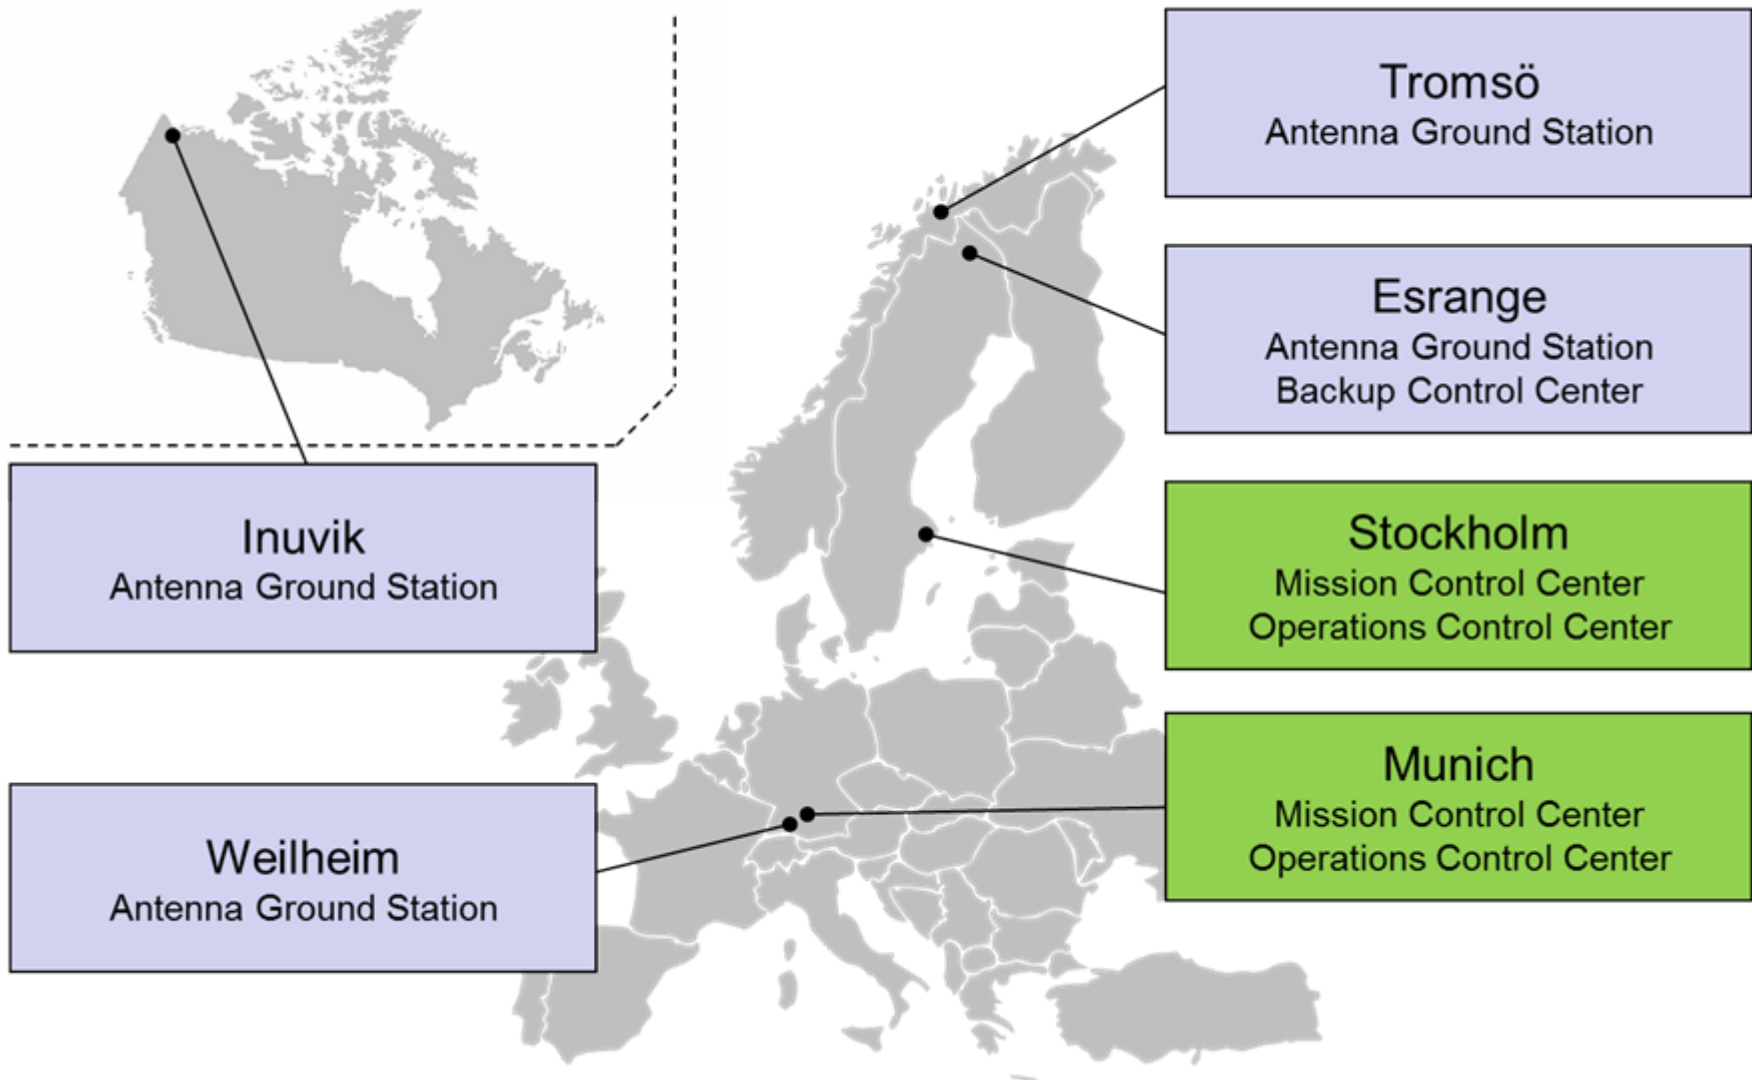 Tromsö
Antenna Ground Station
Esrange
Antenna Ground Station
Backup Control Center
Inuvik
Antenna Ground Station
Stockholm
Mission Control Center
Operations Control Center
Munich
Mission Control Center
Operations Control Center
Weilheim
Antenna Ground Station